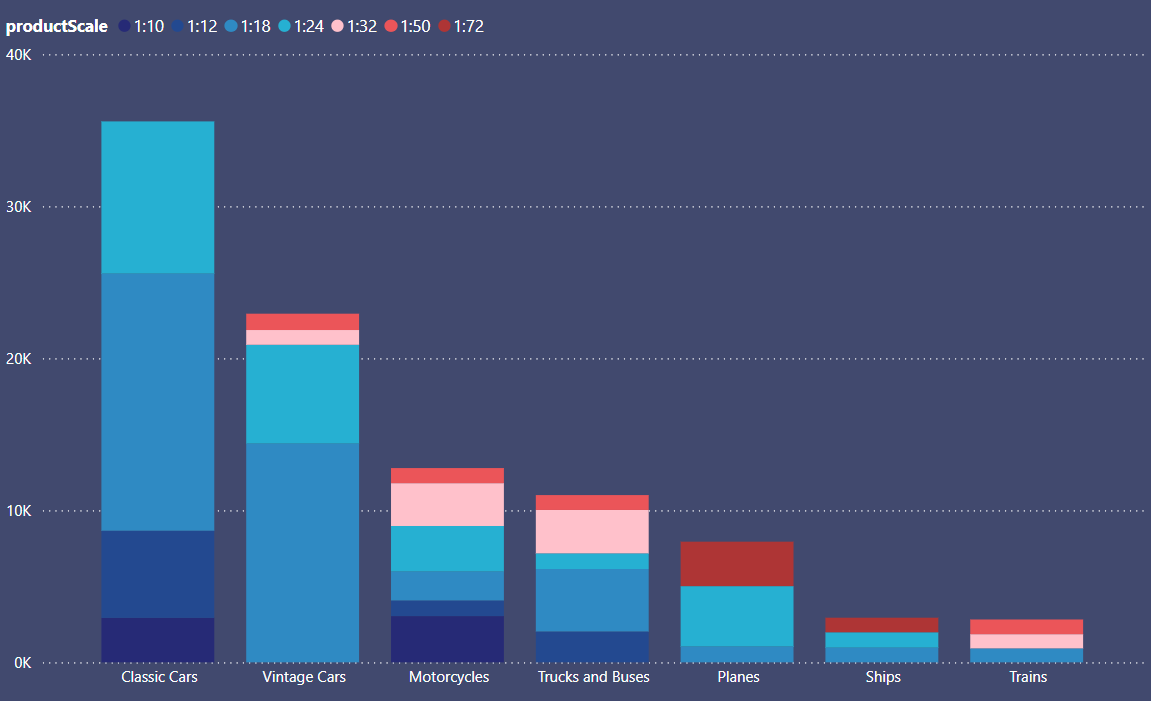 productScale 1:10 1:12 1:18 1:24 1:32 1:50 1:72
40K
30K
20K
10K
0K
Classic Cars Vintage Cars Motorcycles Trucks and Buses Planes Ships Trains